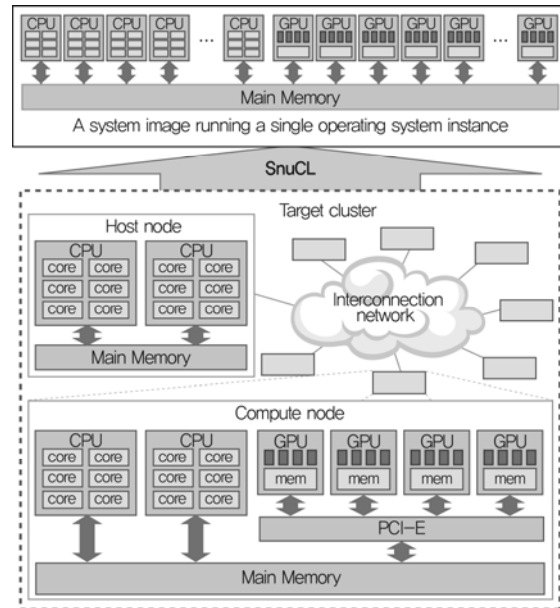 CPU CPU CPU CPU ... CPU GPU GPU GPU GPU GPU ... GPU
Main Memory
A system image running a single operating system instance
SnuCL
Target cluster
Host node
CPU CPU
core core core core
core core core core
core core core core
Main Memory
Interconnection
network
Compute node
CPU CPU GPU GPU GPU GPU
core core core core
core core core core
core core core core
mem mem mem mem
PCI-E
Main Memory